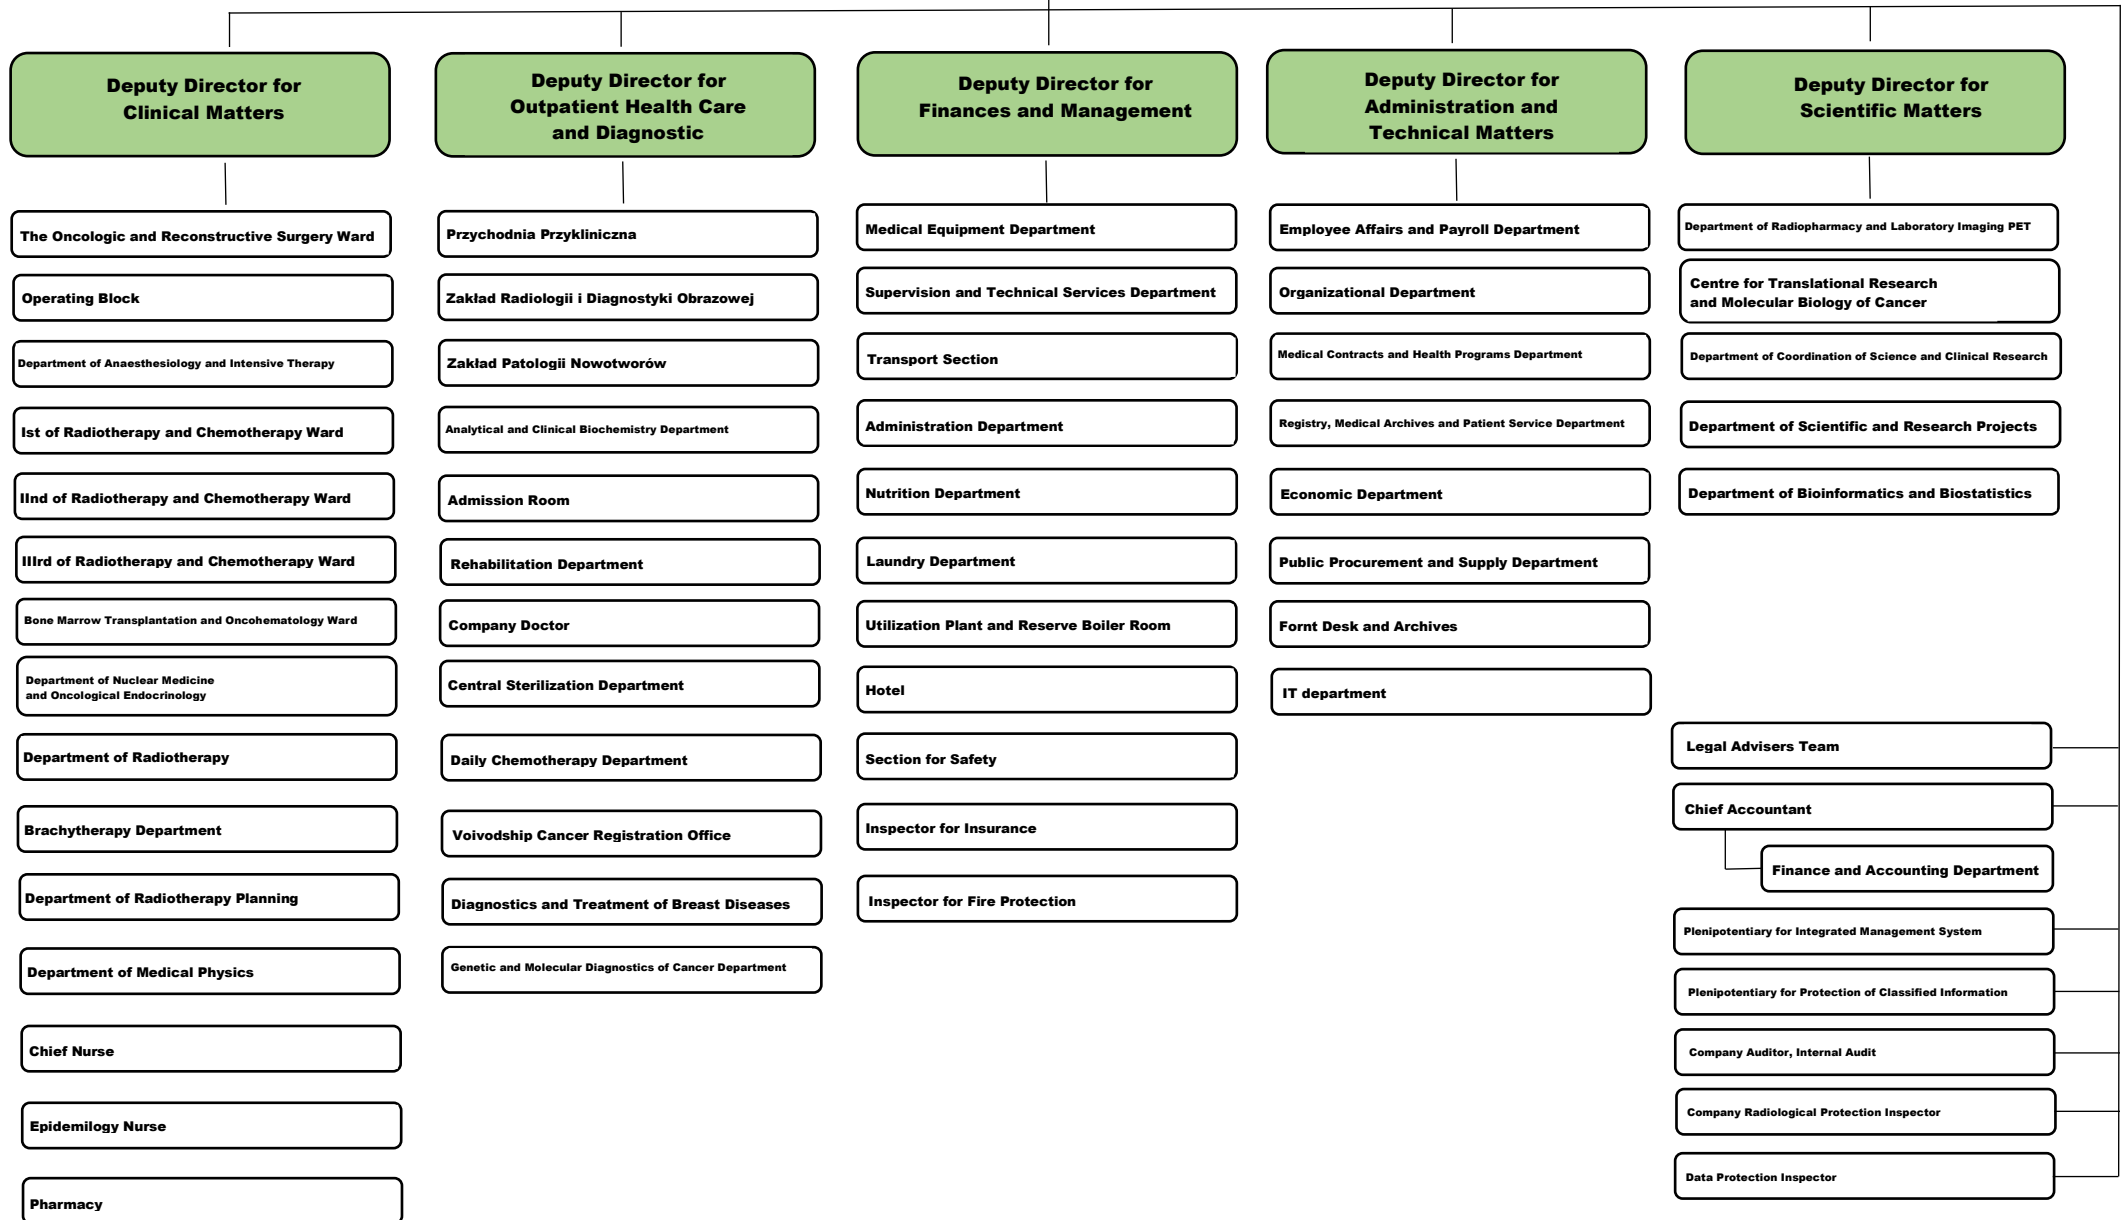 Deputy Director for
Clinical Matters
The Oncologic and Reconstructive Surgery Ward
Operating Block
Department of Anaesthesiology and Intensive Therapy
Ist of Radiotherapy and Chemotherapy Ward
IInd of Radiotherapy and Chemotherapy Ward
IIIrd of Radiotherapy and Chemotherapy Ward
Bone Marrow Transplantation and Oncohematology Ward
Department of Nuclear Medicine
and Oncological Endocrinology
Department of Radiotherapy
Brachytherapy Department
Department of Radiotherapy Planning
Department of Medical Physics
Chief Nurse
Epidemilogy Nurse
Pharmacy
Deputy Director for
Outpatient Health Care
and Diagnostic
Przychodnia Przykliniczna
Zakład Radiologii i Diagnostyki Obrazowej
Zakład Patologii Nowotworów
Analytical and Clinical Biochemistry Department
Admission Room
Rehabilitation Department
Company Doctor
Central Sterilization Department
Daily Chemotherapy Department
Voivodship Cancer Registration Office
Diagnostics and Treatment of Breast Diseases
Genetic and Molecular Diagnostics of Cancer Department
Deputy Director for
Finances and Management
Medical Equipment Department
Supervision and Technical Services Department
Transport Section
Administration Department
Nutrition Department
Laundry Department
Utilization Plant and Reserve Boiler Room
Hotel
Section for Safety
Inspector for Insurance
Inspector for Fire Protection
Deputy Director for
Administration and
Technical Matters
Employee Affairs and Payroll Department
Organizational Department
Medical Contracts and Health Programs Department
Registry, Medical Archives and Patient Service Department
Economic Department
Public Procurement and Supply Department
Fornt Desk and Archives
IT department
Deputy Director for
Scientific Matters
Department of Radiopharmacy and Laboratory Imaging PET
Centre for Translational Research
and Molecular Biology of Cancer
Department of Coordination of Science and Clinical Research
Department of Scientific and Research Projects
Department of Bioinformatics and Biostatistics
Legal Advisers Team
Chief Accountant
Finance and Accounting Department
Plenipotentiary for Integrated Management System
Plenipotentiary for Protection of Classified Information
Company Auditor, Internal Audit
Company Radiological Protection Inspector
Data Protection Inspector